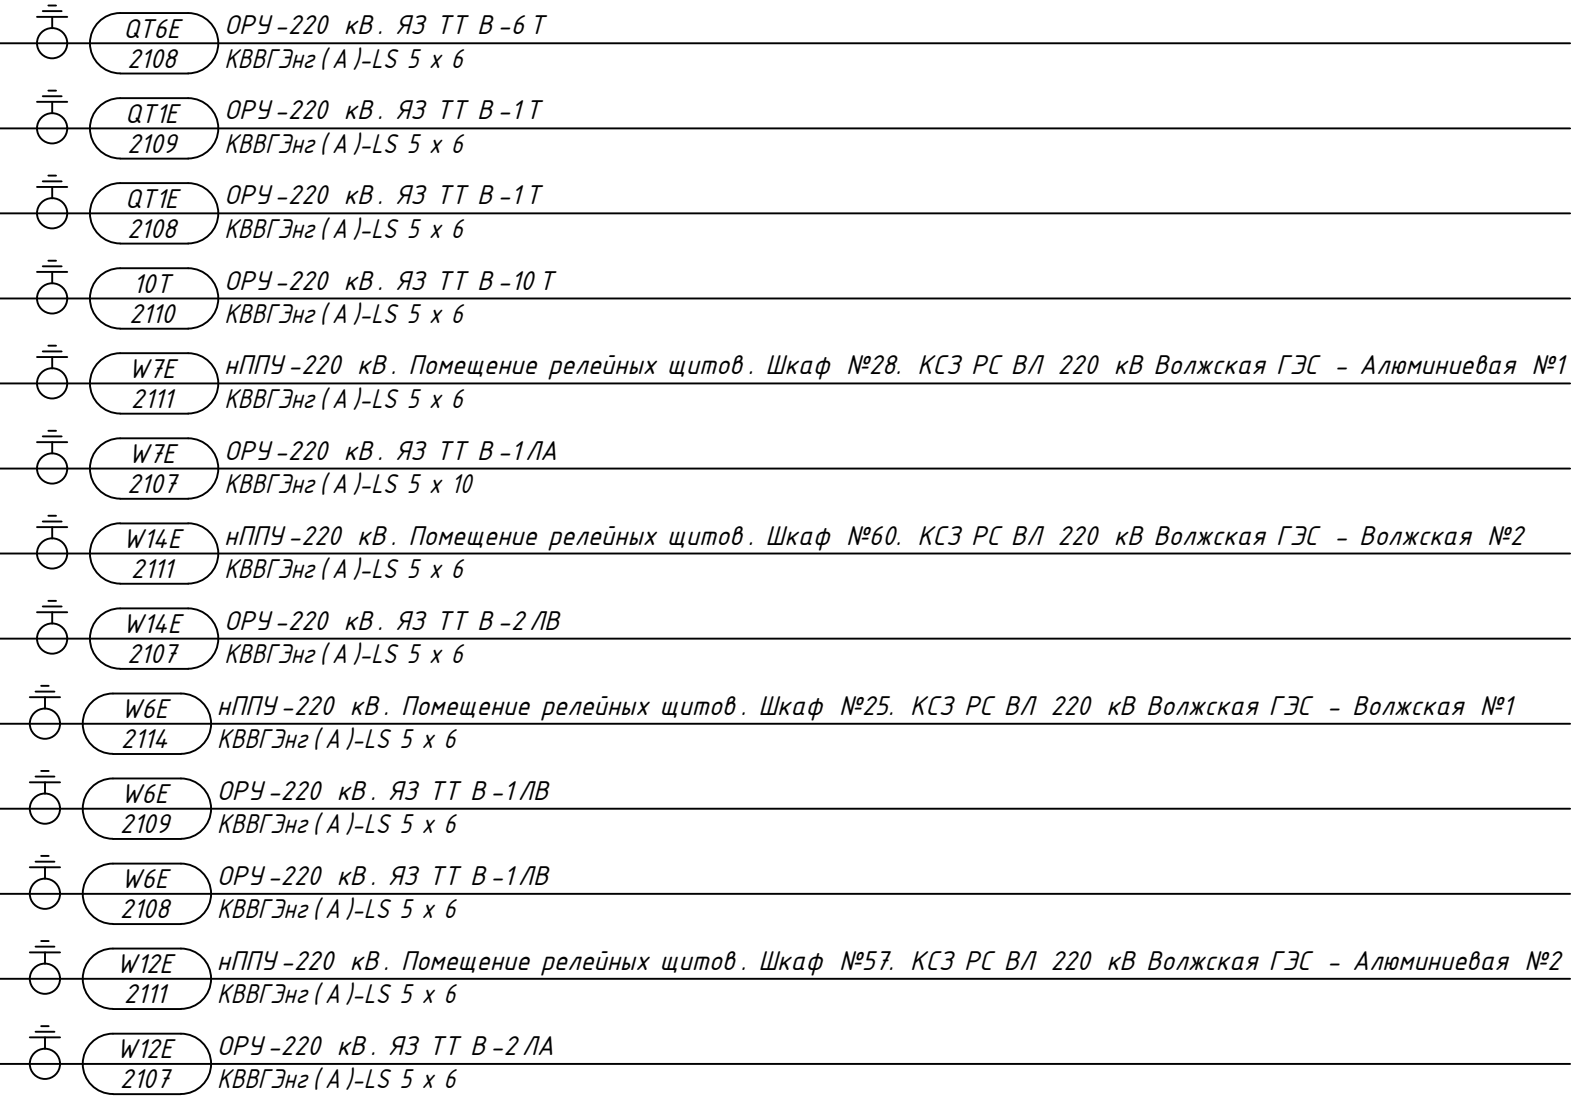 QT6E
ОРУ-220 кВ. ЯЗ ТТ В-6Т
2108
КВВГЭнг(А)-LS 5 x 6
QT1E
ОРУ-220 кВ. ЯЗ ТТ В-1Т
2109
КВВГЭнг(А)-LS 5 x 6
QT1E
ОРУ-220 кВ. ЯЗ ТТ В-1Т
2108
КВВГЭнг(А)-LS 5 x 6
10Т
ОРУ-220 кВ. ЯЗ ТТ В-10Т
2110
КВВГЭнг(А)-LS 5 x 6
W7E
нППУ-220 кВ. Помещение релейных щитов. Шкаф №28. КСЗ РС ВЛ 220 кВ Волжская ГЭС - Алюминиевая №1
2111
КВВГЭнг(А)-LS 5 x 6
W7E
ОРУ-220 кВ. ЯЗ ТТ В-1ЛА
2107
КВВГЭнг(А)-LS 5 x 10
W14E
нППУ-220 кВ. Помещение релейных щитов. Шкаф №60. КСЗ РС ВЛ 220 кВ Волжская ГЭС - Волжская №2
2111
КВВГЭнг(А)-LS 5 x 6
W14E
ОРУ-220 кВ. ЯЗ ТТ В-2ЛВ
2107
КВВГЭнг(А)-LS 5 x 6
W6E
нППУ-220 кВ. Помещение релейных щитов. Шкаф №25. КСЗ РС ВЛ 220 кВ Волжская ГЭС - Волжская №1
2114
КВВГЭнг(А)-LS 5 x 6
W6E
ОРУ-220 кВ. ЯЗ ТТ В-1ЛВ
2109
КВВГЭнг(А)-LS 5 x 6
W6E
ОРУ-220 кВ. ЯЗ ТТ В-1ЛВ
2108
КВВГЭнг(А)-LS 5 x 6
W12E
нППУ-220 кВ. Помещение релейных щитов. Шкаф №57. КСЗ РС ВЛ 220 кВ Волжская ГЭС - Алюминиевая №2
2111
КВВГЭнг(А)-LS 5 x 6
W12E
ОРУ-220 кВ. ЯЗ ТТ В-2ЛА
2107
КВВГЭнг(А)-LS 5 x 6